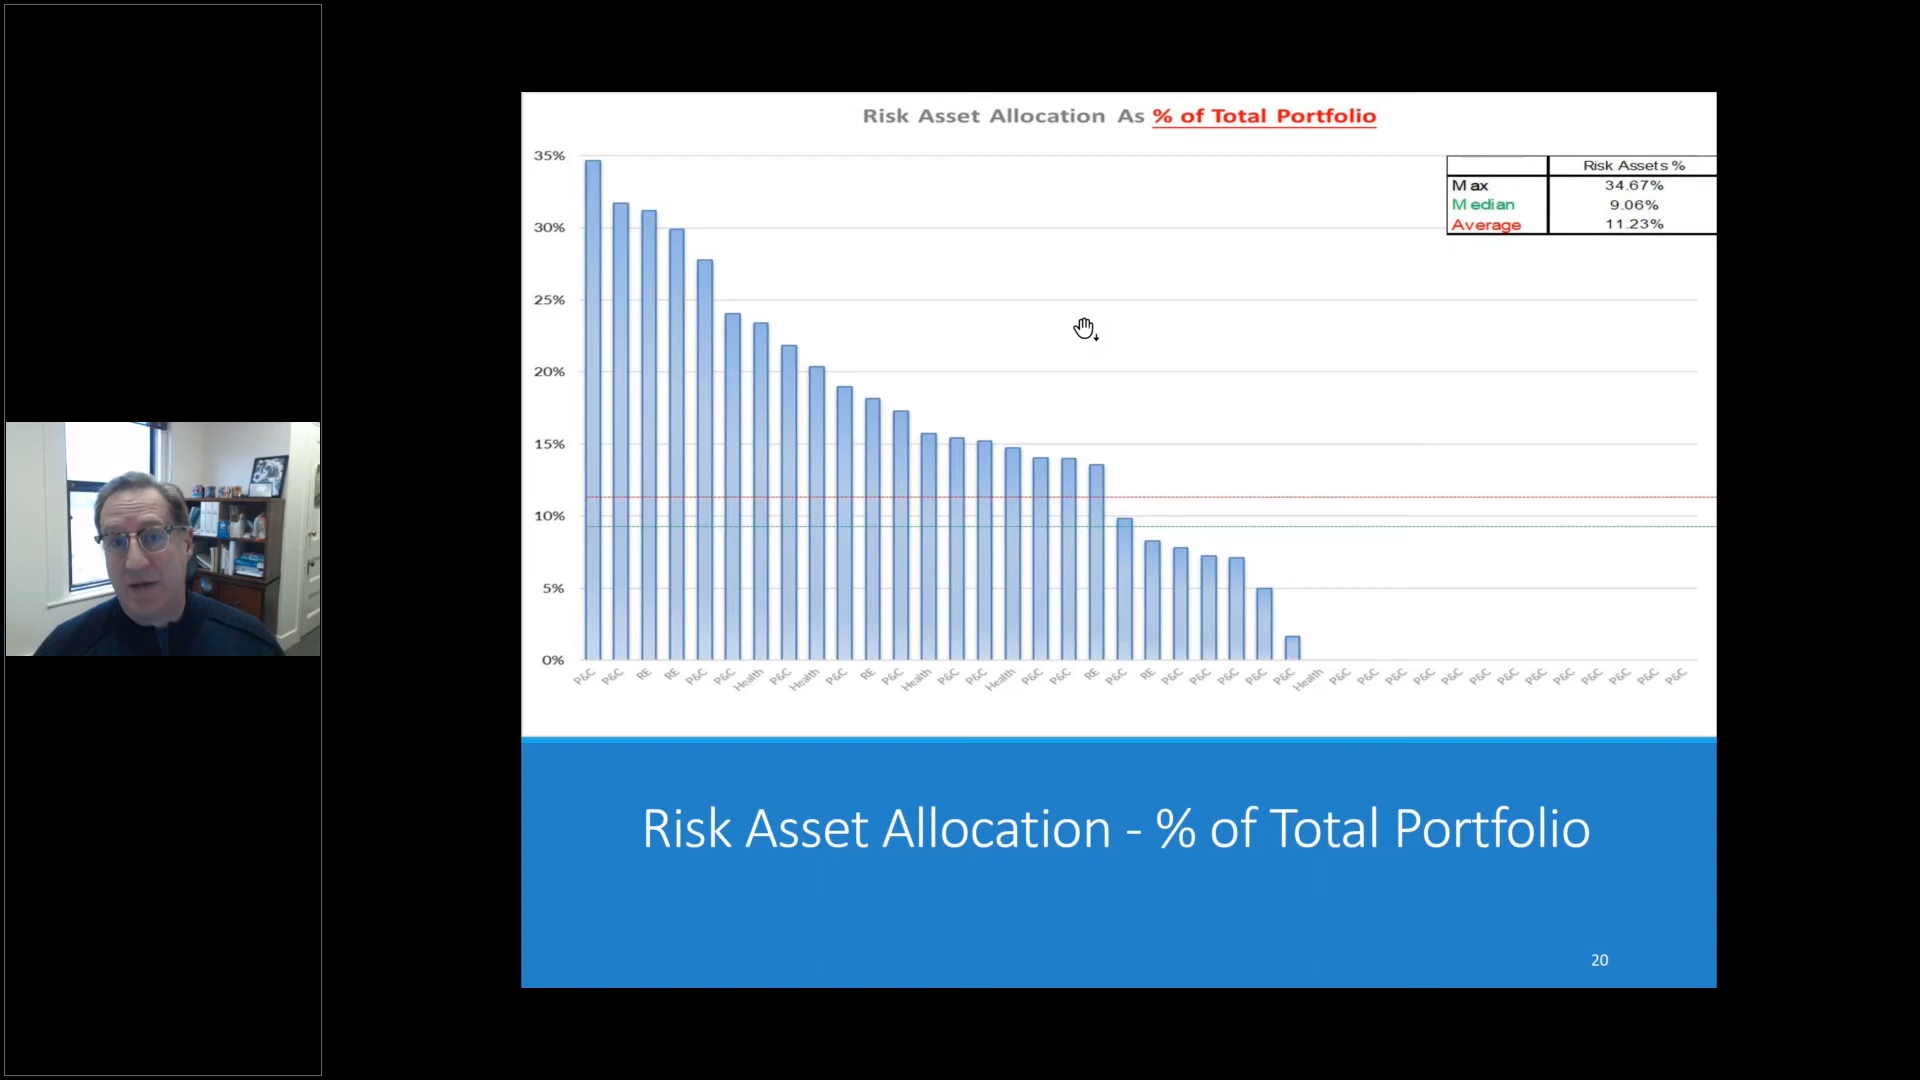 Risk Asset Allocation As % of Total Portfolio
35%
30%
25%
20%
15%
10%
5%
0%
Risk Assets %
Max 34.67%
Median 9.06%
Average 11.23%
P&C P&C RE RE P&C P&C Health P&C Health P&C RE P&C Health P&C P&C Health P&C P&C RE P&C RE P&C P&C P&C P&C P&C Health P&C P&C P&C P&C P&C P&C P&C P&C P&C P&C P&C P&C P&C
Risk Asset Allocation - % of Total Portfolio
20